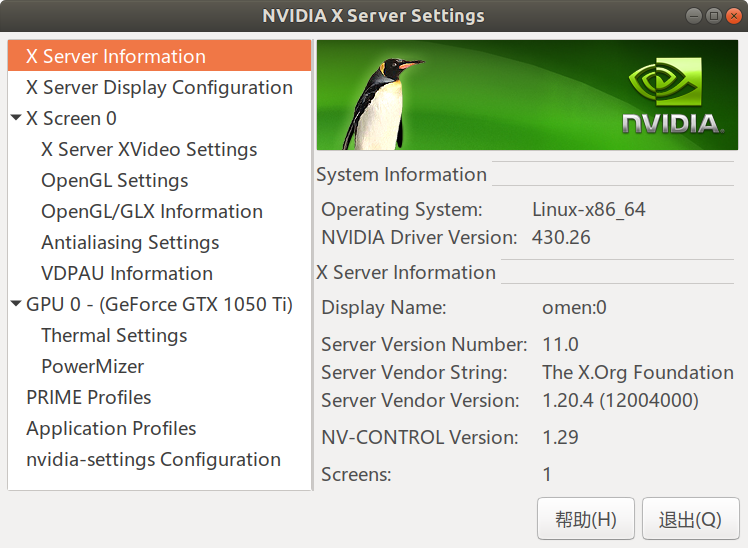 NVIDIA X Server Settings
X Server Information
X Server Display Configuration
X Screen 0
X Server XVideo Settings
OpenGL Settings
OpenGL/GLX Information
Antialiasing Settings
VDPAU Information
GPU 0 - (GeForce GTX 1050 Ti)
Thermal Settings
PowerMizer
PRIME Profiles
Application Profiles
nvidia-settings Configuration
NVIDIA.
System Information
Operating System: Linux-x86_64
NVIDIA Driver Version: 430.26
X Server Information
Display Name: omen:0
Server Version Number: 11.0
Server Vendor String: The X.Org Foundation
Server Vendor Version: 1.20.4 (12004000)
NV-CONTROL Version: 1.29
Screens: 1
帮助(H) 退出(Q)